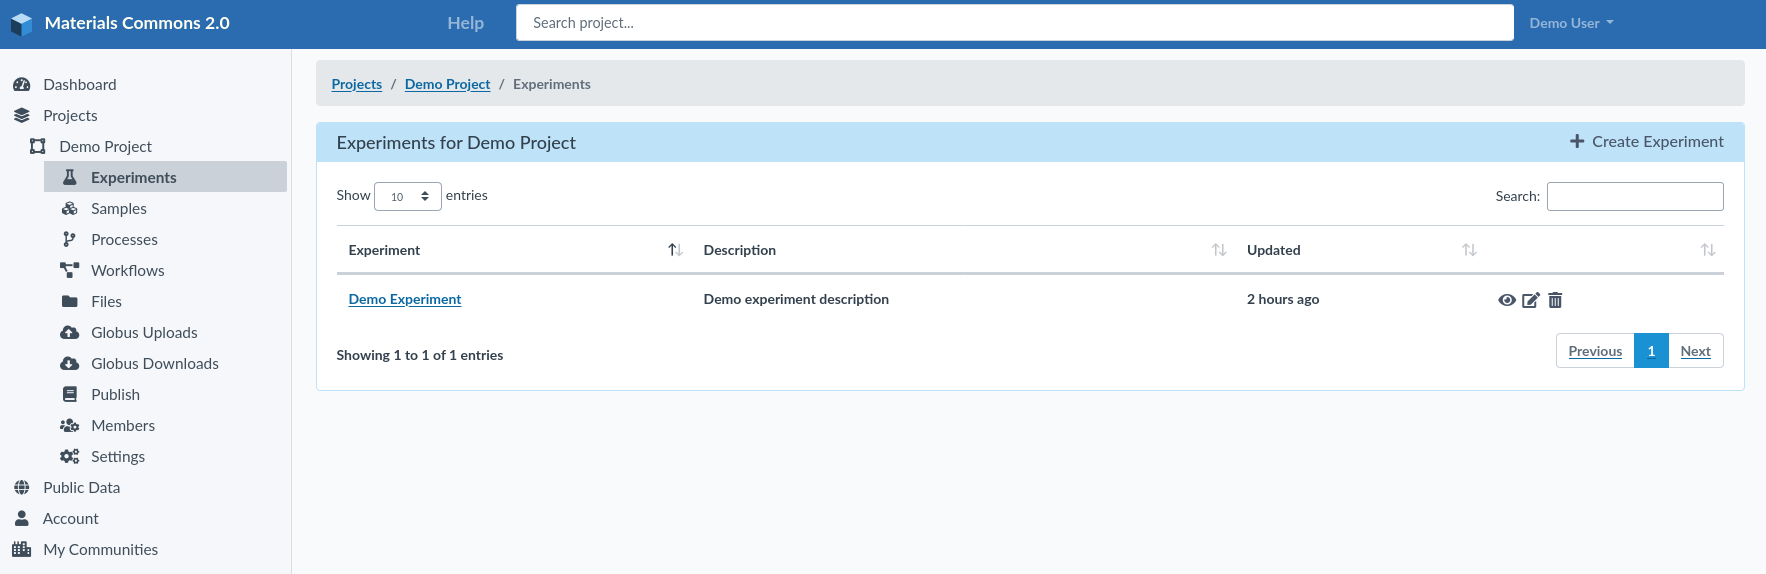 Materials Commons 2.0
Help
Search project...
Demo User
Dashboard
Projects
Demo Project
Experiments
Samples
Processes
Workflows
Files
Globus Uploads
Globus Downloads
Publish
Members
Settings
Public Data
Account
My Communities
Projects / Demo Project / Experiments
Experiments for Demo Project
Create Experiment
Show 10 entries
Search:
Experiment Description Updated
Demo Experiment Demo experiment description 2 hours ago
Showing 1 to 1 of 1 entries
Previous 1 Next